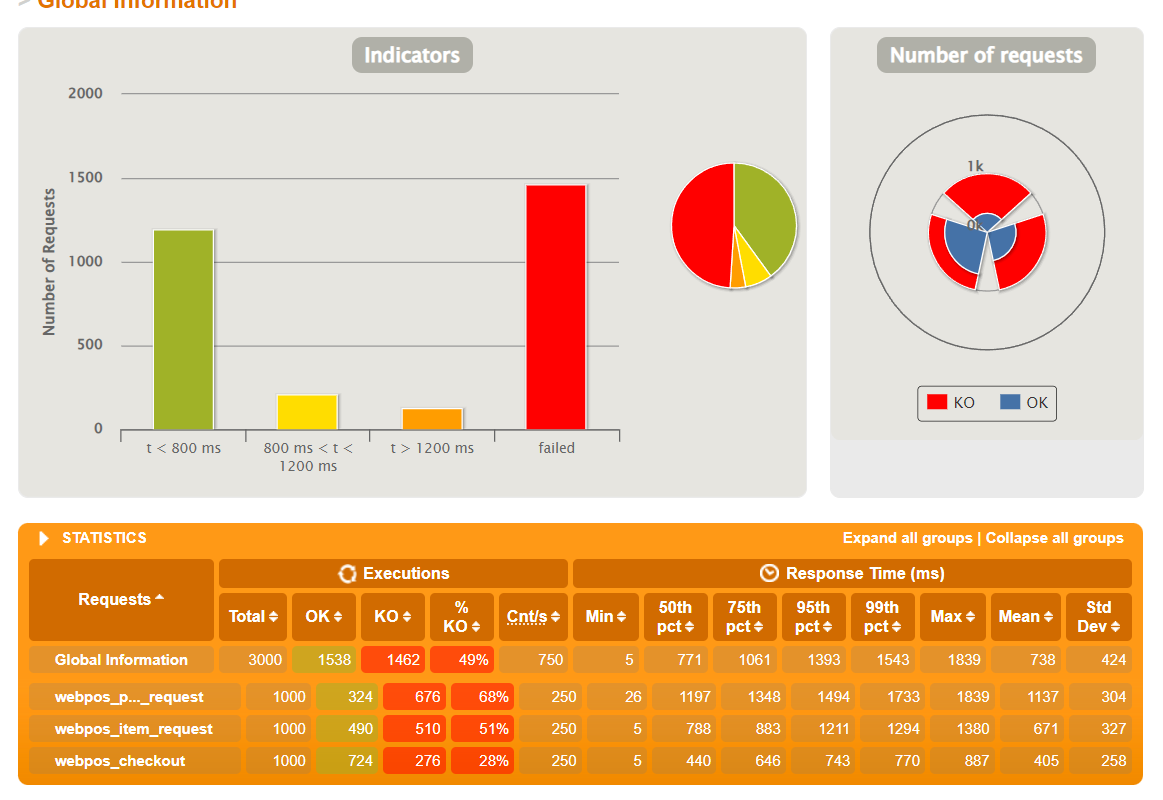 > Global Information
Indicators
Number of Requests
2000
1500
1000
500
0
t < 800 ms
800 ms < t <
1200 ms
t > 1200 ms
failed
Number of requests
1k
0k
KO OK
STATISTICS Expand all groups | Collapse all groups
Requests Executions Response Time (ms)
Total OK KO % KO Cnt/s Min 50th pct 75th pct 95th pct 99th pct Max Mean Std Dev
Global Information 3000 1538 1462 49% 750 5 771 1061 1393 1543 1839 738 424
webpos_p..._request 1000 324 676 68% 250 26 1197 1348 1494 1733 1839 1137 304
webpos_item_request 1000 490 510 51% 250 5 788 883 1211 1294 1380 671 327
webpos_checkout 1000 724 276 28% 250 5 440 646 743 770 887 405 258